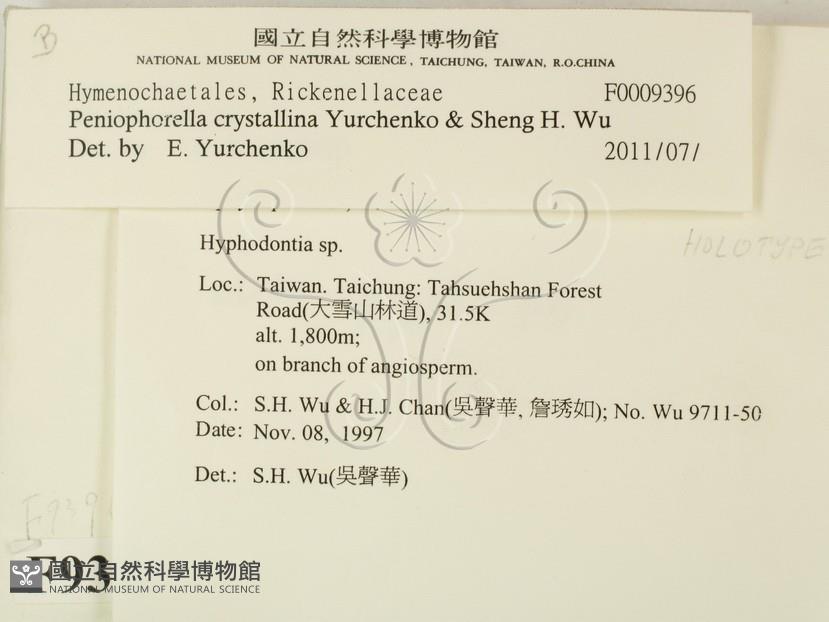 B
國立自然科學博物館
NATIONAL MUSEUM OF NATURAL SCIENCE, TAICHUNG, TAIWAN, R.O.CHINA
Hymenochaetales, Rickenellaceae F0009396
Peniophorella crystallina Yurchenko & Sheng H. Wu
Det. by E. Yurchenko 2011/07/
Hyphodontia sp.
HOLOTYPE
Loc.: Taiwan. Taichung: Tahsuehshan Forest
Road(大雪山林道), 31.5K
alt. 1,800m;
on branch of angiosperm.
Col.: S.H. Wu & H.J. Chan(吳聲華, 詹琇如); No. Wu 9711-50
Date: Nov. 08, 1997
Det.: S.H. Wu(吳聲華)
F939
F93
國立自然科學博物館
NATIONAL MUSEUM OF NATURAL SCIENCE